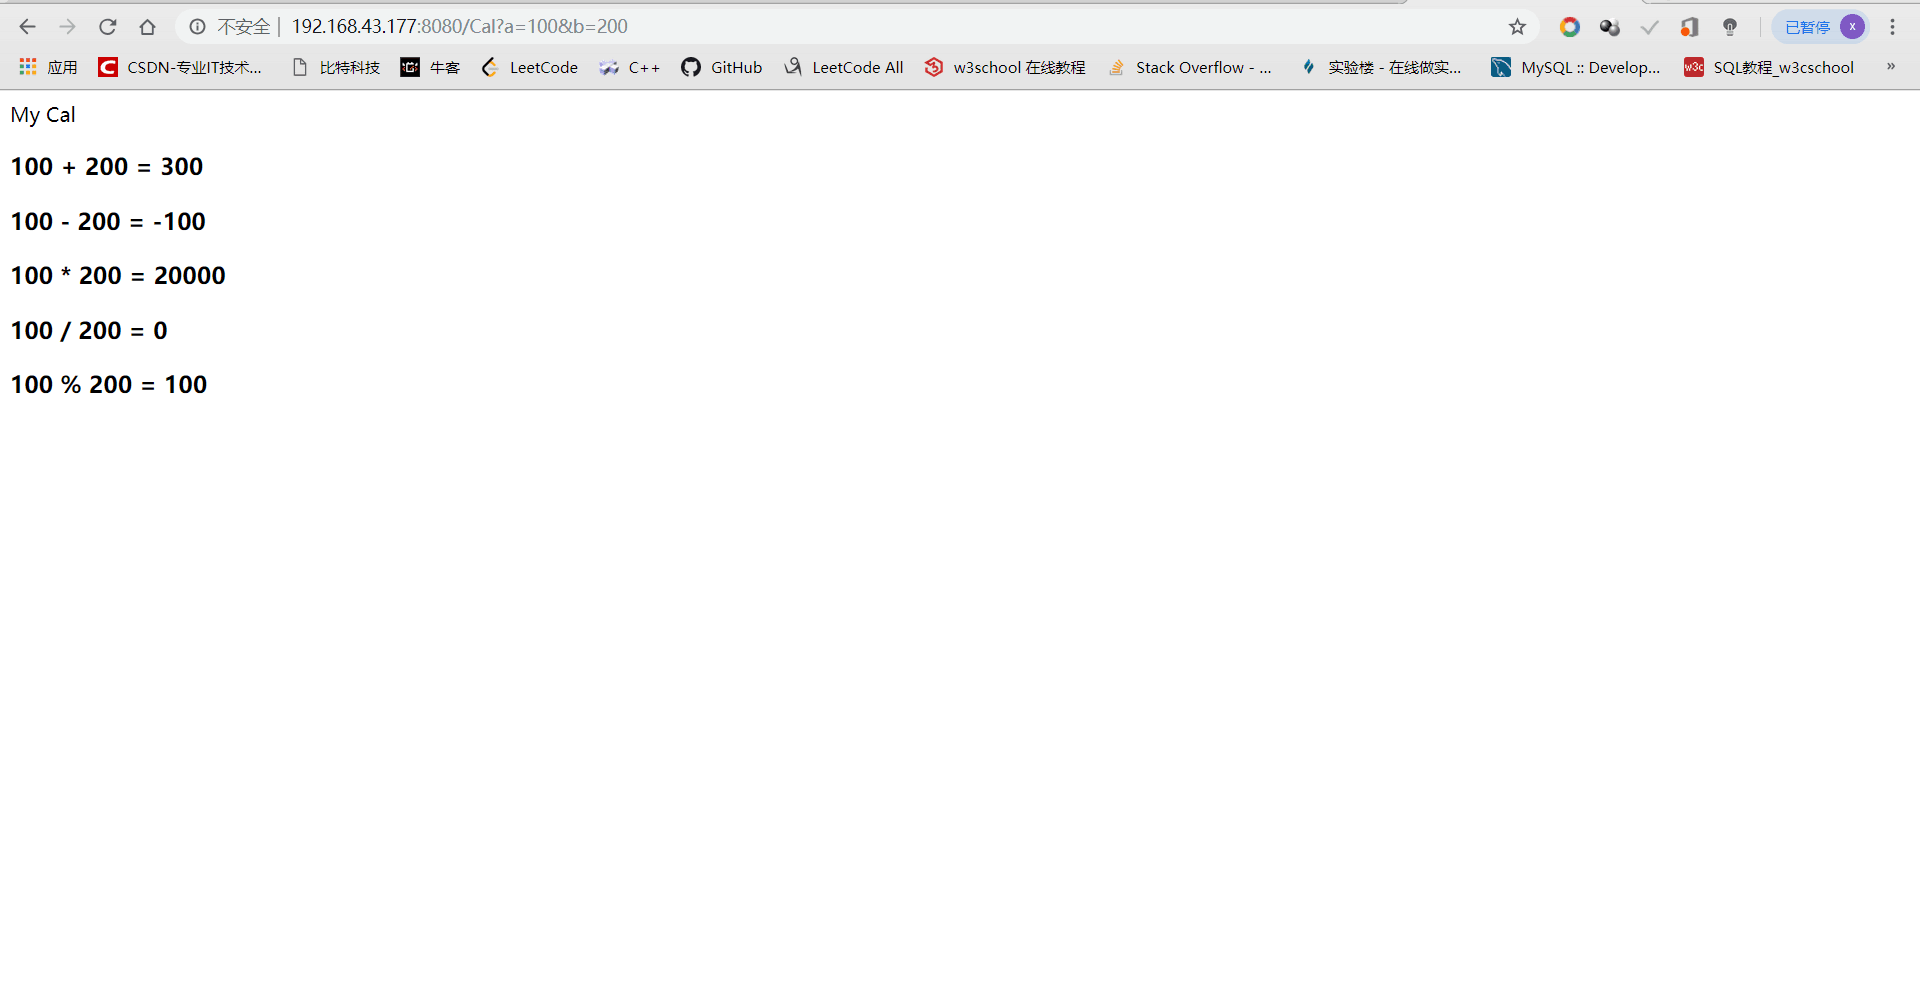 不安全 | 192.168.43.177:8080/Cal?a=100&b=200 已暂停 x
应用 CSDN-专业IT技术... 比特科技 牛客 LeetCode C++ GitHub LeetCode All w3school 在线教程 Stack Overflow - ... 实验楼 - 在线做实... MySQL :: Develop... w3c SQL教程_w3cschool »
My Cal
100 + 200 = 300
100 - 200 = -100
100 * 200 = 20000
100 / 200 = 0
100 % 200 = 100